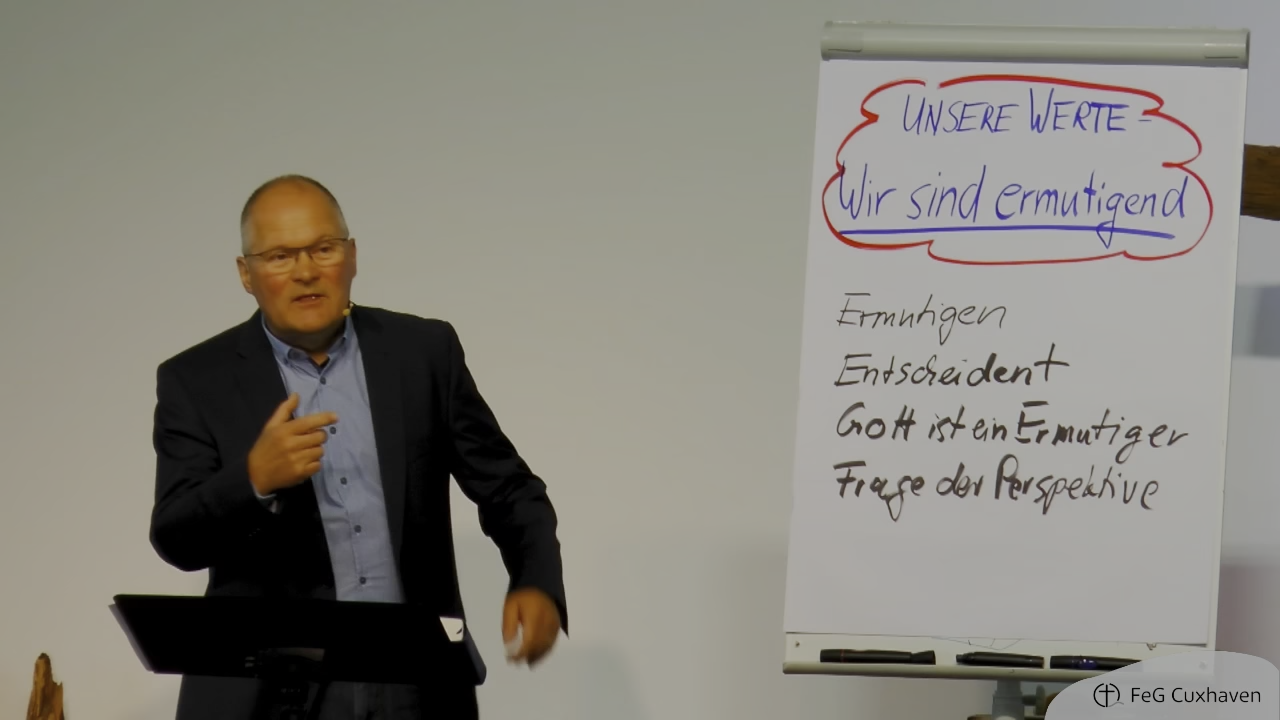 UNSERE WERTE -
Wir sind ermutigend
Ermutigen
Entscheident
Gott ist ein Ermutiger
Frage der Perspektive
FeG Cuxhaven